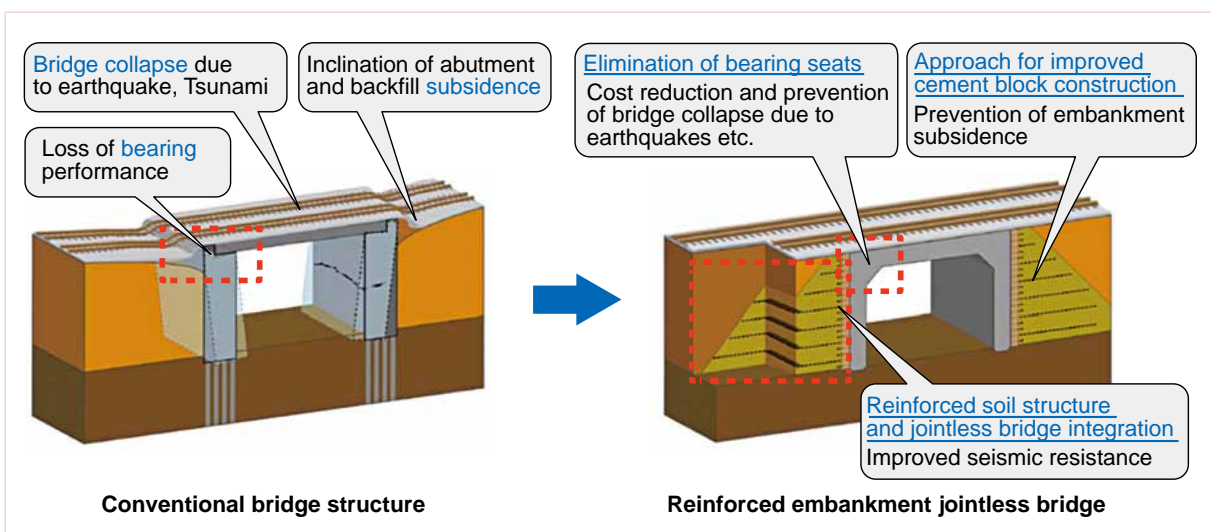 Bridge collapse due
to earthquake, Tsunami
Inclination of abutment
and backfill subsidence
Loss of bearing
performance
Conventional bridge structure
Elimination of bearing seats
Cost reduction and prevention
of bridge collapse due to
earthquakes etc.
Approach for improved
cement block construction
Prevention of embankment
subsidence
Reinforced soil structure
and jointless bridge integration
Improved seismic resistance
Reinforced embankment jointless bridge